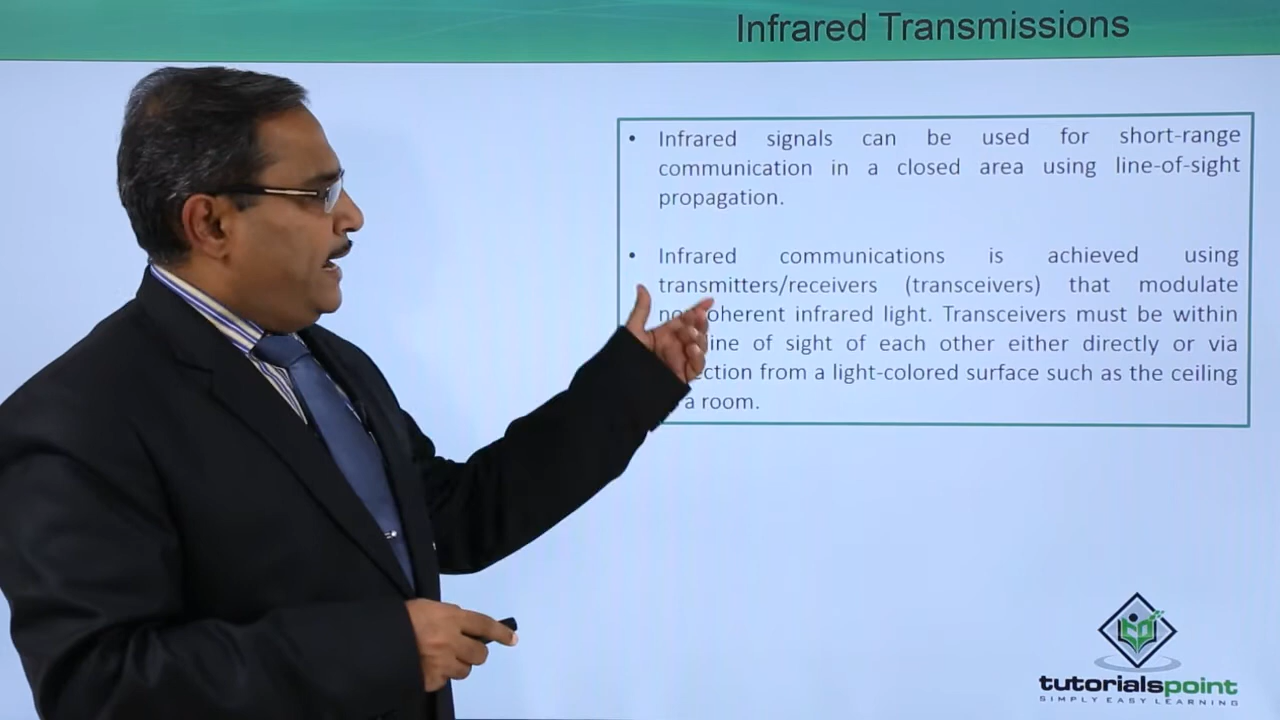 Infrared Transmissions
• Infrared signals can be used for short-range
communication in a closed area using line-of-sight
propagation.
• Infrared communications is achieved using
transmitters/receivers (transceivers) that modulate
infrared light. Transceivers must be within
of sight of each other either directly or via
from a light-colored surface such as the ceiling
a room.
tutorialspoint
SIMPLY EASY LEARNING